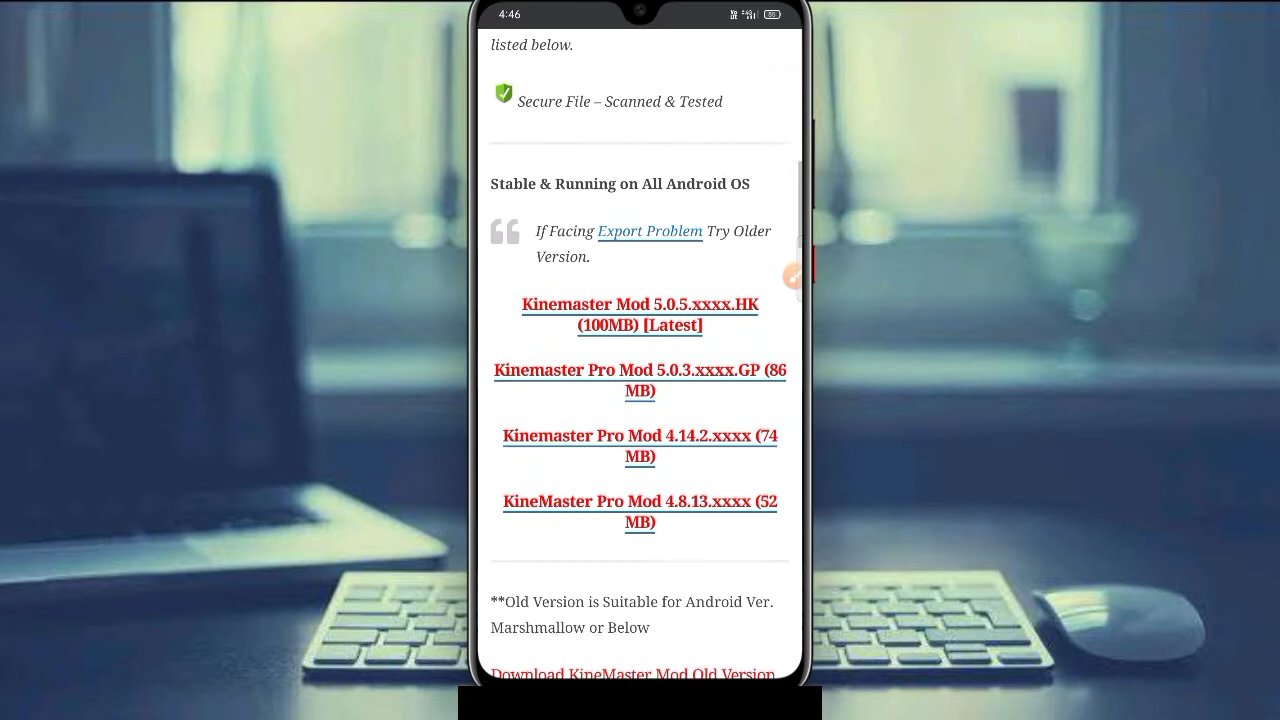 4:46
listed below.
Secure File – Scanned & Tested
Stable & Running on All Android OS
If Facing Export Problem Try Older
Version.
Kinemaster Mod 5.0.5.xxxx.HK
(100MB) [Latest]
Kinemaster Pro Mod 5.0.3.xxxx.GP (86
MB)
Kinemaster Pro Mod 4.14.2.xxxx (74
MB)
KineMaster Pro Mod 4.8.13.xxxx (52
MB)
**Old Version is Suitable for Android Ver.
Marshmallow or Below
Download KineMaster Mod Old Version